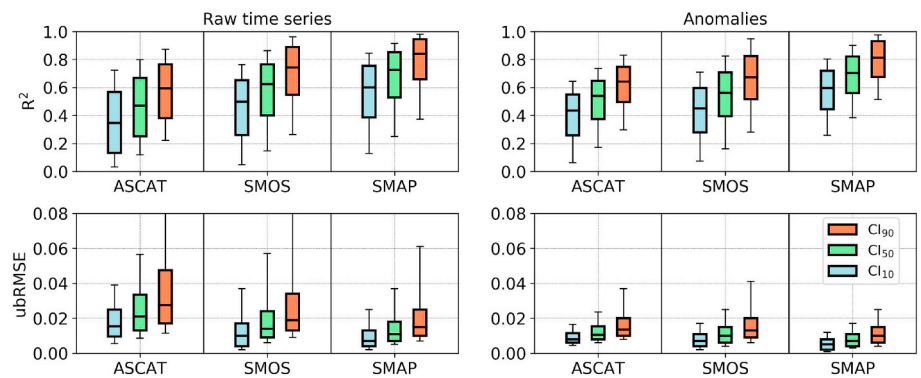 Raw time series
Anomalies
R²
1.0
0.8
0.6
0.4
0.2
0.0
ASCAT SMOS SMAP
1.0
0.8
0.6
0.4
0.2
0.0
ASCAT SMOS SMAP
ubRMSE
0.08
0.06
0.04
0.02
0.00
ASCAT SMOS SMAP
0.08
0.06
0.04
0.02
0.00
CI₉₀
CI₅₀
CI₁₀
ASCAT SMOS SMAP